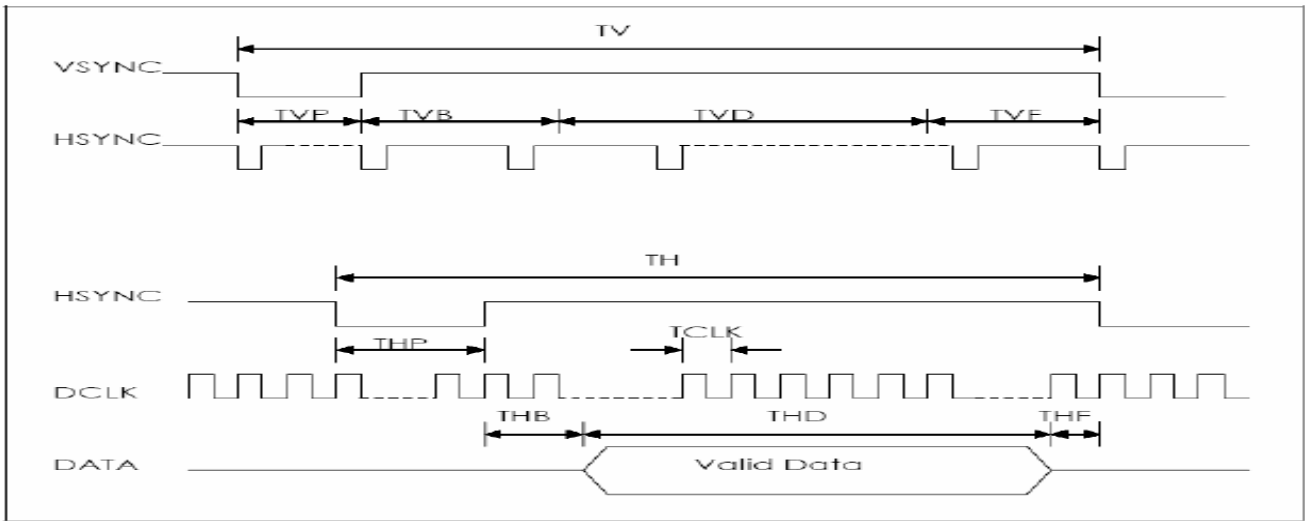 TV
VSYNC
TVP TVB TVD TVF
HSYNC
TH
HSYNC
TCLK
THP
DCLK
THB THD THF
DATA Valid Data